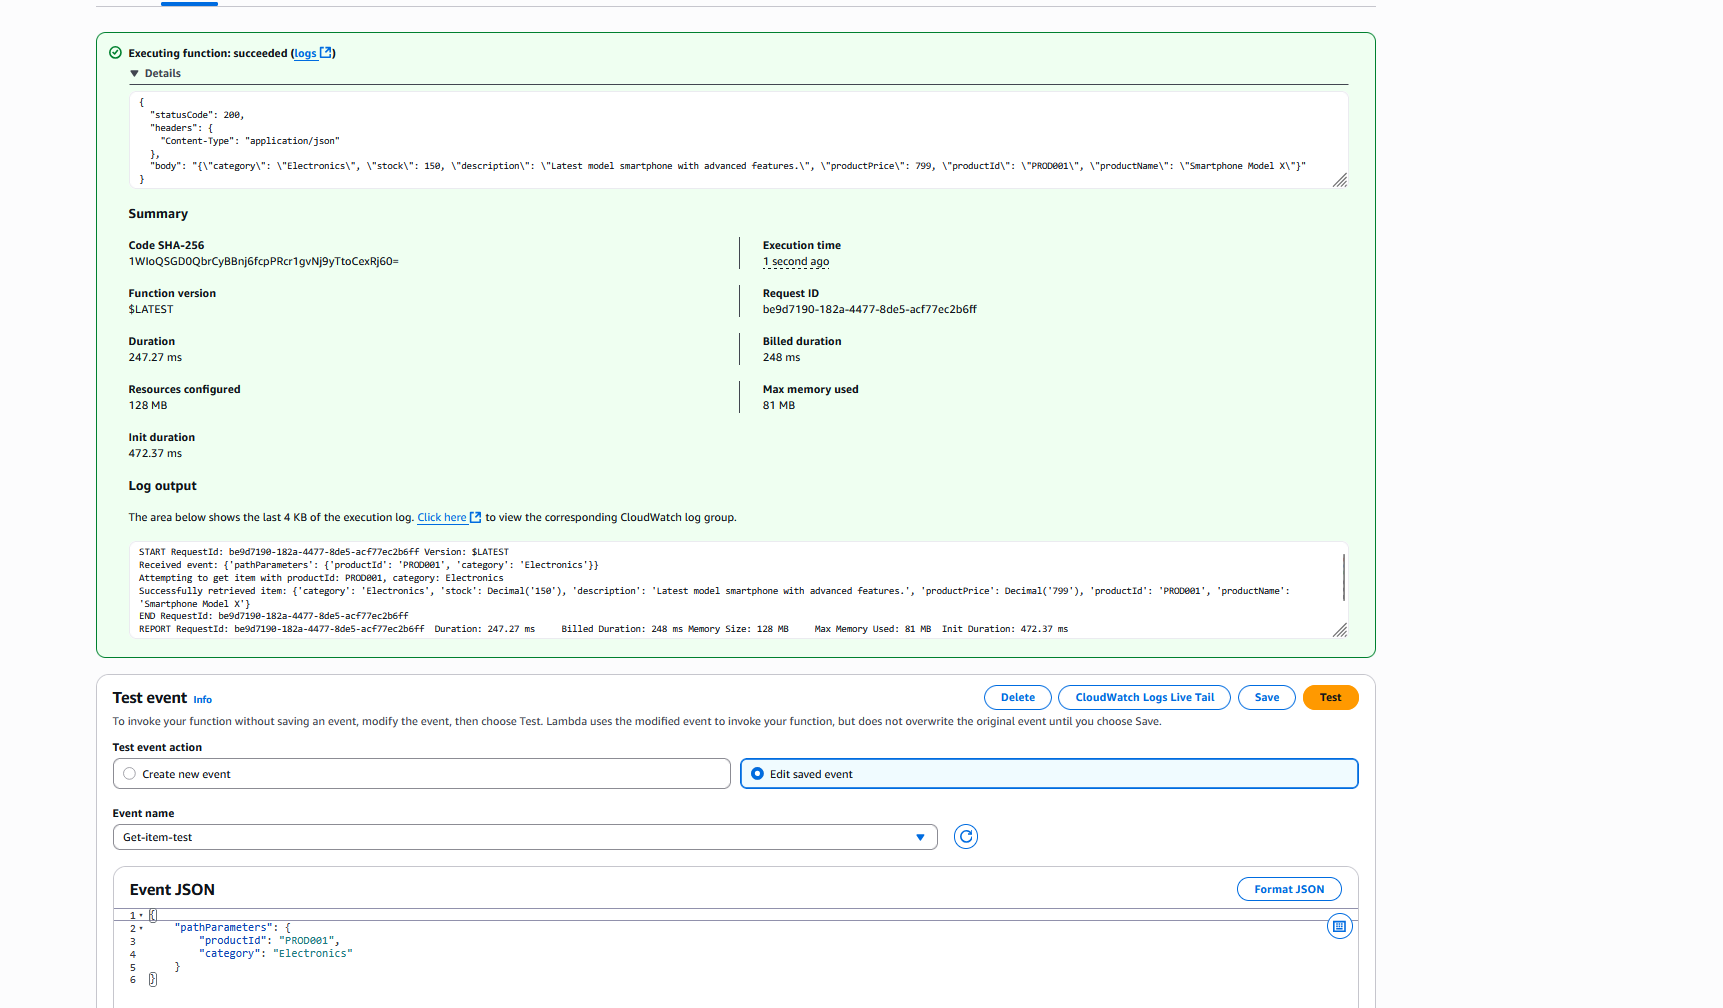 Executing function: succeeded (logs)
Details
{
"statusCode": 200,
"headers": {
"Content-Type": "application/json"
},
"body": "{\"category\": \"Electronics\", \"stock\": 150, \"description\": \"Latest model smartphone with advanced features.\", \"productPrice\": 799, \"productId\": \"PROD001\", \"productName\": \"Smartphone Model X\"}"
}
Summary
Code SHA-256
1WIoQSGD0QbrCyBBnj6fcpPRcr1gvNj9yTtoCexRj60=
Execution time
1 second ago
Function version
$LATEST
Request ID
be9d7190-182a-4477-8de5-acf77ec2b6ff
Duration
247.27 ms
Billed duration
248 ms
Resources configured
128 MB
Max memory used
81 MB
Init duration
472.37 ms
Log output
The area below shows the last 4 KB of the execution log. Click here to view the corresponding CloudWatch log group.
START RequestId: be9d7190-182a-4477-8de5-acf77ec2b6ff Version: $LATEST
Received event: {'pathParameters': {'productId': 'PROD001', 'category': 'Electronics'}}
Attempting to get item with productId: PROD001, category: Electronics
Successfully retrieved item: {'category': 'Electronics', 'stock': Decimal('150'), 'description': 'Latest model smartphone with advanced features.', 'productPrice': Decimal('799'), 'productId': 'PROD001', 'productName':
'Smartphone Model X'}
END RequestId: be9d7190-182a-4477-8de5-acf77ec2b6ff
REPORT RequestId: be9d7190-182a-4477-8de5-acf77ec2b6ff Duration: 247.27 ms Billed Duration: 248 ms Memory Size: 128 MB Max Memory Used: 81 MB Init Duration: 472.37 ms
Test event Info
Delete
CloudWatch Logs Live Tail
Save
Test
To invoke your function without saving an event, modify the event, then choose Test. Lambda uses the modified event to invoke your function, but does not overwrite the original event until you choose Save.
Test event action
Create new event
Edit saved event
Event name
Get-item-test
Event JSON
Format JSON
1 {
2 "pathParameters": {
3 "productId": "PROD001",
4 "category": "Electronics"
5 }
6 }